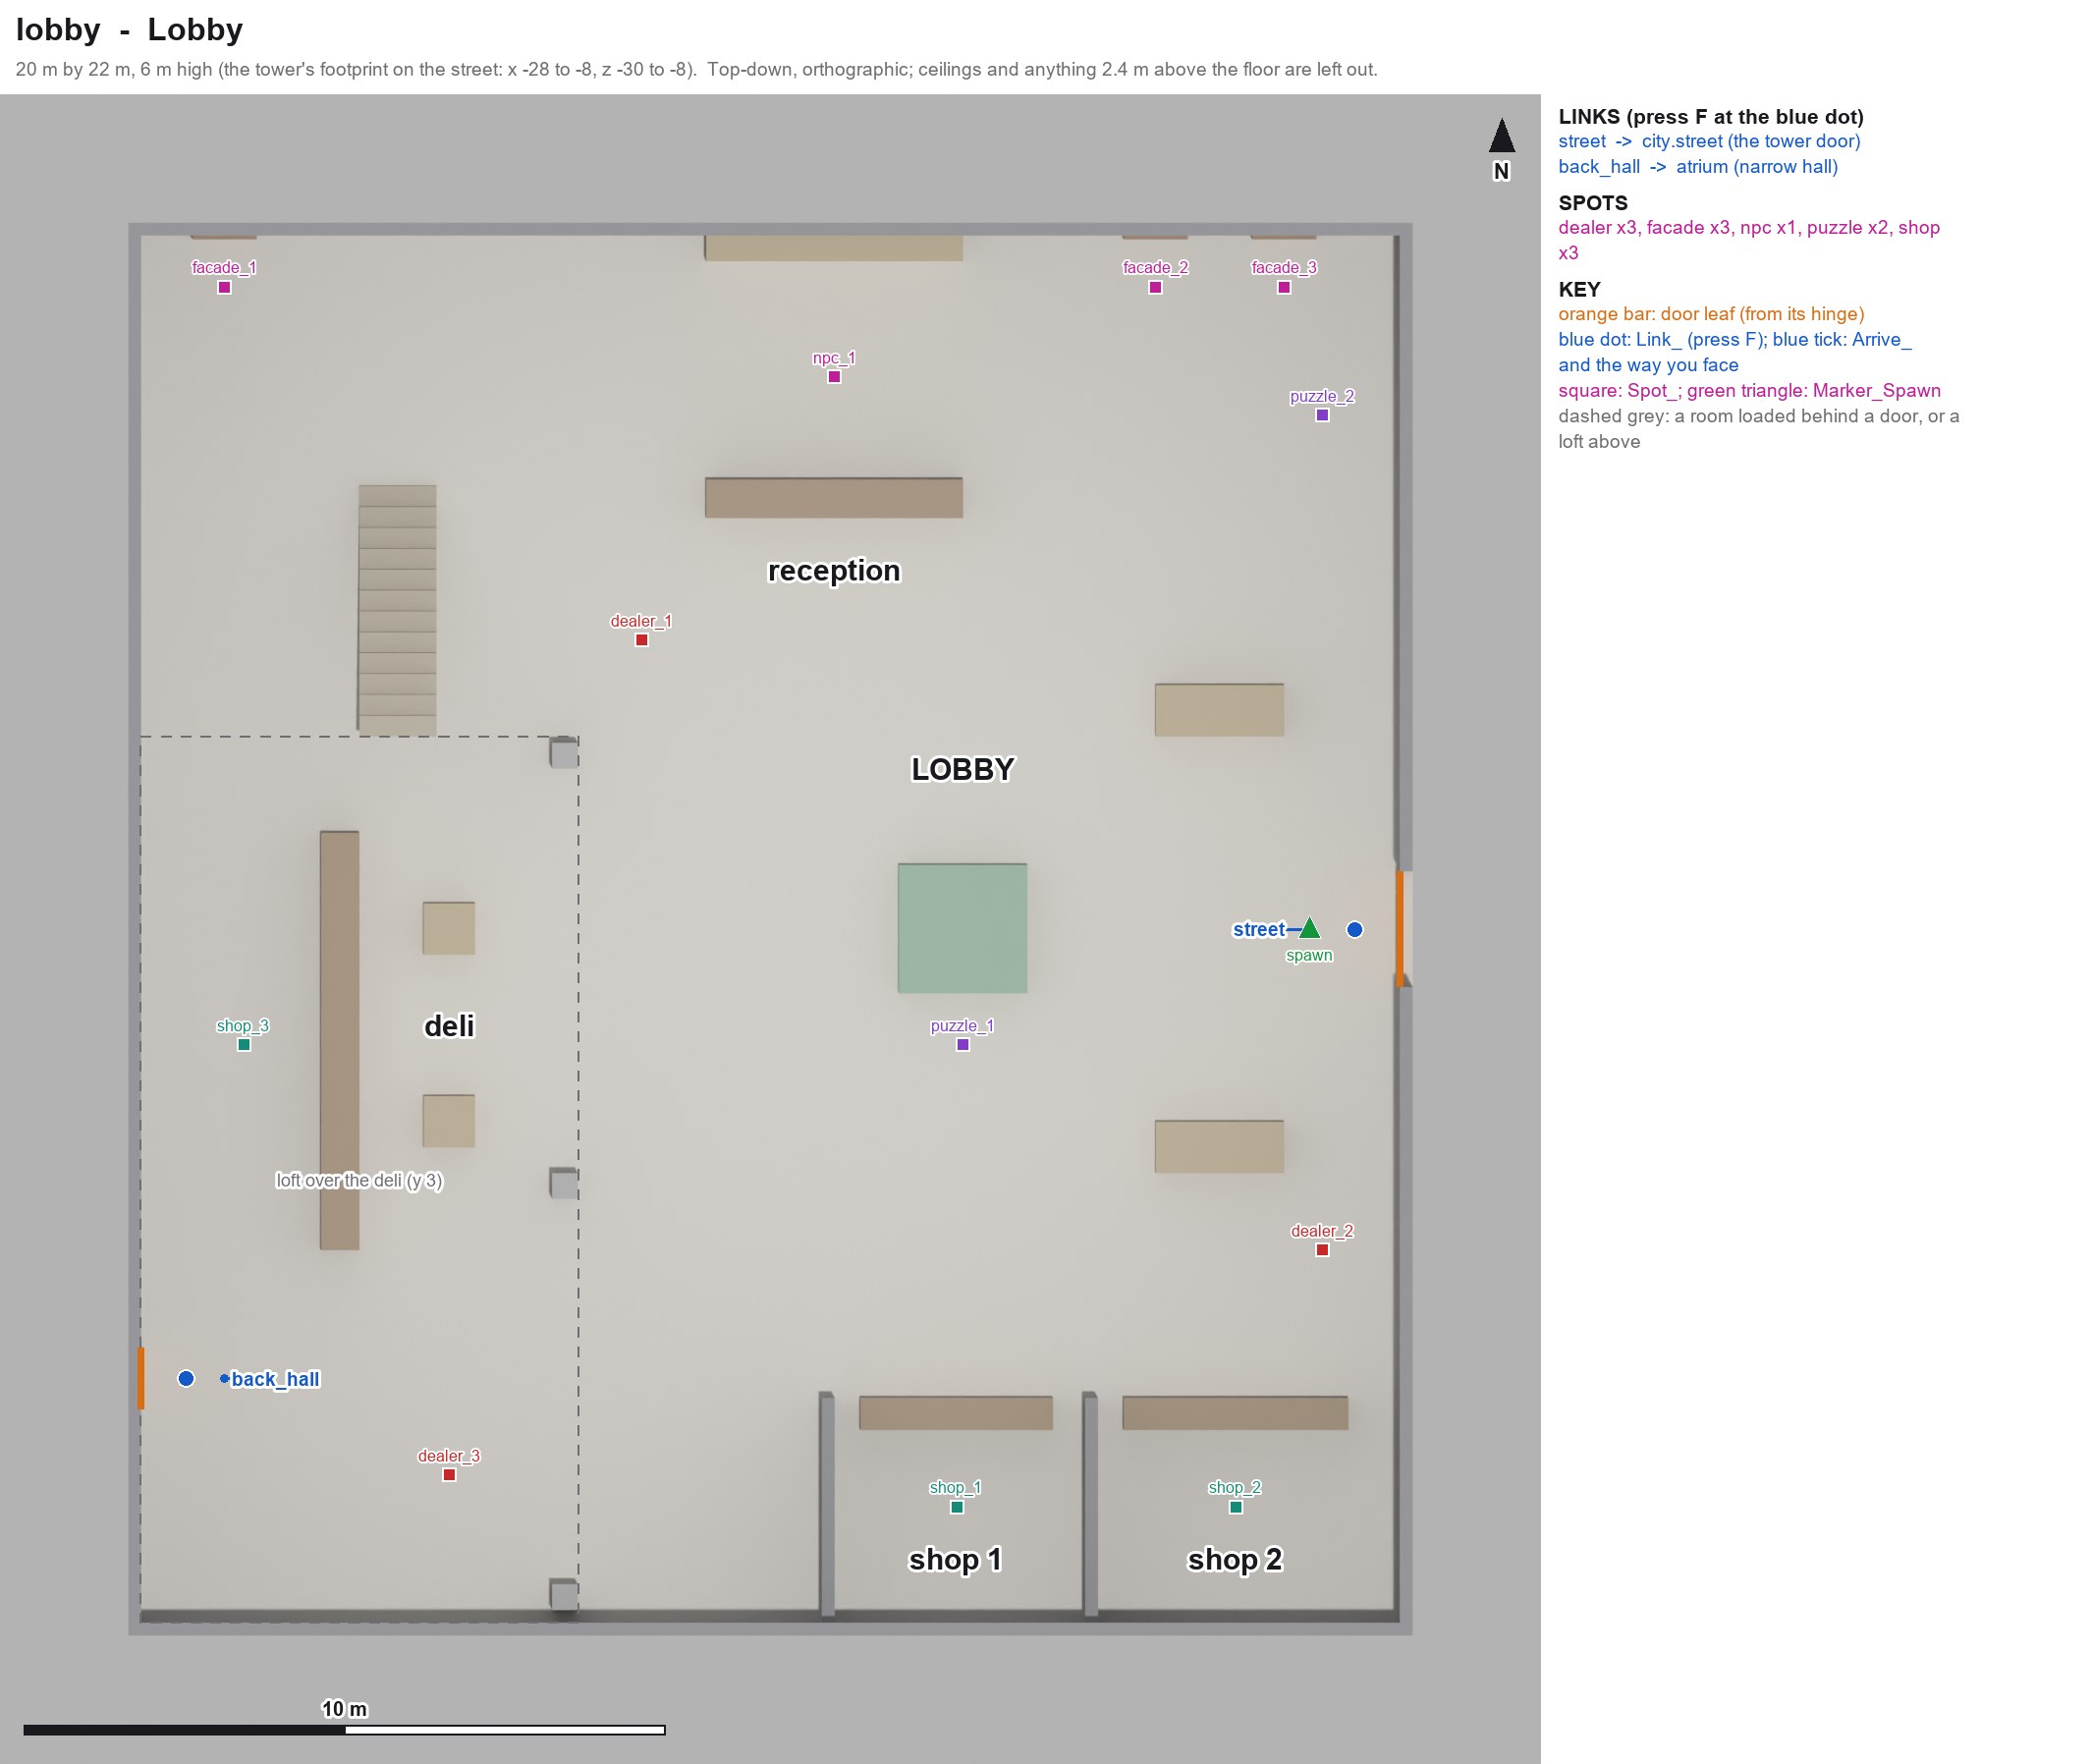 lobby - Lobby
20 m by 22 m, 6 m high (the tower's footprint on the street: x -28 to -8, z -30 to -8). Top-down, orthographic; ceilings and anything 2.4 m above the floor are left out.
N
LINKS (press F at the blue dot)
street -> city.street (the tower door)
back_hall -> atrium (narrow hall)
SPOTS
dealer x3, facade x3, npc x1, puzzle x2, shop
x3
KEY
orange bar: door leaf (from its hinge)
blue dot: Link_ (press F); blue tick: Arrive_
and the way you face
square: Spot_; green triangle: Marker_Spawn
dashed grey: a room loaded behind a door, or a
loft above
facade_1
facade_2
facade_3
npc_1
puzzle_2
reception
dealer_1
LOBBY
street
spawn
shop_3
deli
puzzle_1
loft over the deli (y 3)
dealer_2
back_hall
dealer_3
shop_1
shop_2
shop 1
shop 2
10 m